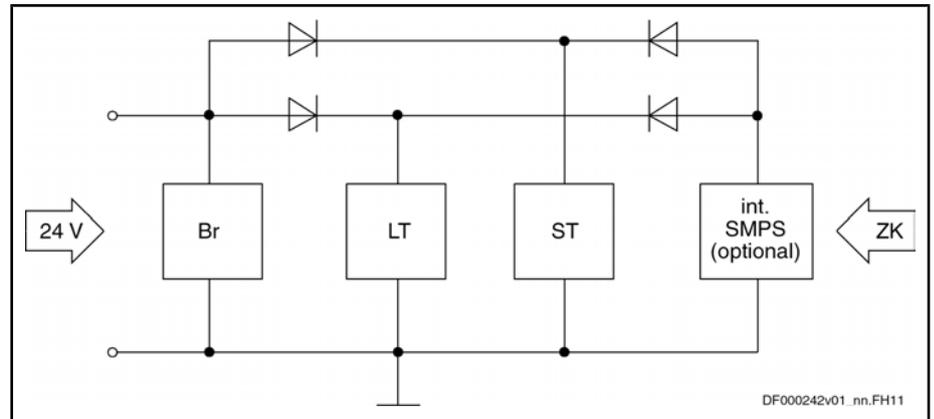 24 V
Br
LT
ST
int.
SMPS
(optional)
ZK
DF000242v01_nn.FH11